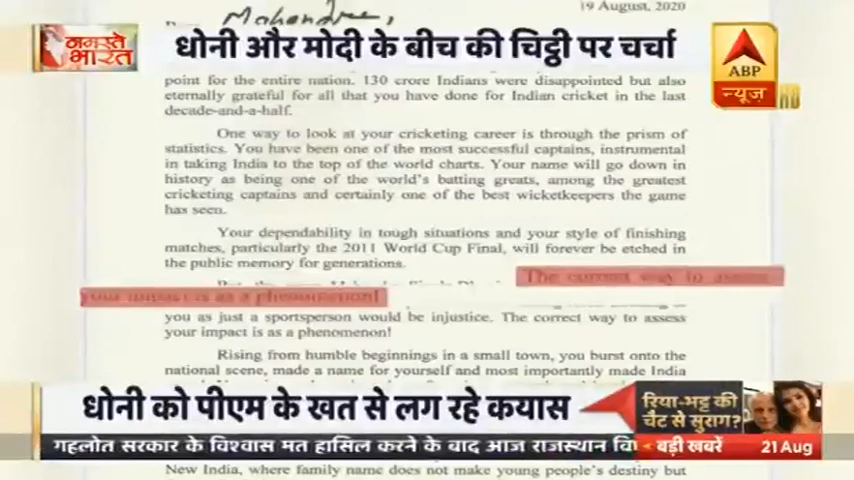 19 August, 2020
Mahendra,
नमस्ते भारत
धोनी और मोदी के बीच की चिट्ठी पर चर्चा
ABP
न्यूज़
HD
point for the entire nation. 130 crore Indians were disappointed but also
eternally grateful for all that you have done for Indian cricket in the last
decade-and-a-half.
One way to look at your cricketing career is through the prism of
statistics. You have been one of the most successful captains, instrumental
in taking India to the top of the world charts. Your name will go down in
history as being one of the world's batting greats, among the greatest
cricketing captains and certainly one of the best wicketkeepers the game
has seen.
Your dependability in tough situations and your style of finishing
matches, particularly the 2011 World Cup Final, will forever be etched in
the public memory for generations.
The correct way to assess
your impact is as a phenomenon!
you as just a sportsperson would be injustice. The correct way to assess
your impact is as a phenomenon!
Rising from humble beginnings in a small town, you burst onto the
national scene, made a name for yourself and most importantly made India
धोनी को पीएम के खत से लग रहे कयास
रिया-भट्ट की
चैट से सुराग?
गहलोत सरकार के विश्वास मत हासिल करने के बाद आज राजस्थान वि
बड़ी खबरें
21Aug
New India, where family name does not make young people's destiny but